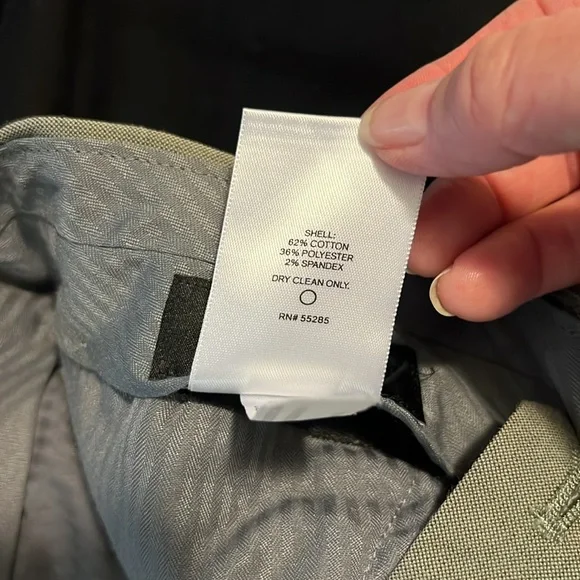 SHELL:
62% COTTON
36% POLYESTER
2% SPANDEX
DRY CLEAN ONLY.
RN# 55285